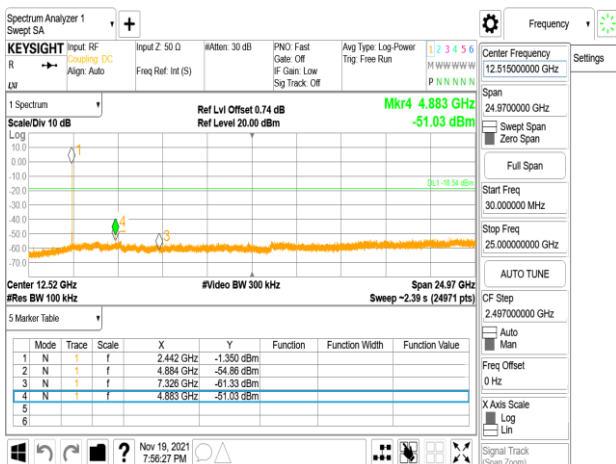 Spectrum Analyzer 1
Swept SA
Frequency
Settings
KEYSIGHT
R
LXI
Input: RF
Coupling: DC
Align: Auto
Input Z: 50 Ω
Freq Ref: Int (S)
#Atten: 30 dB
PNO: Fast
Gate: Off
IF Gain: Low
Sig Track: Off
Avg Type: Log-Power
Trig: Free Run
1 2 3 4 5 6
M W W W W W
P N N N N N
1 Spectrum
Scale/Div 10 dB
Ref Lvl Offset 0.74 dB
Ref Level 20.00 dBm
Mkr4 4.883 GHz
-51.03 dBm
Log
10.0
0.00
-10.0
-20.0
-30.0
-40.0
-50.0
-60.0
-70.0
1
4
3
DL1 -18.54 dBm
Center 12.52 GHz
#Res BW 100 kHz
#Video BW 300 kHz
Span 24.97 GHz
Sweep ~2.39 s (24971 pts)
5 Marker Table
Mode Trace Scale X Y Function Function Width Function Value
1 N 1 f 2.442 GHz -1.350 dBm
2 N 1 f 4.884 GHz -54.86 dBm
3 N 1 f 7.326 GHz -61.33 dBm
4 N 1 f 4.883 GHz -51.03 dBm
5
6
Nov 19, 2021
7:56:27 PM
Center Frequency
12.515000000 GHz
Span
24.9700000 GHz
Swept Span
Zero Span
Full Span
Start Freq
30.000000 MHz
Stop Freq
25.000000000 GHz
AUTO TUNE
CF Step
2.497000000 GHz
Auto
Man
Freq Offset
0 Hz
X Axis Scale
Log
Lin
Signal Track
(Span Zoom)